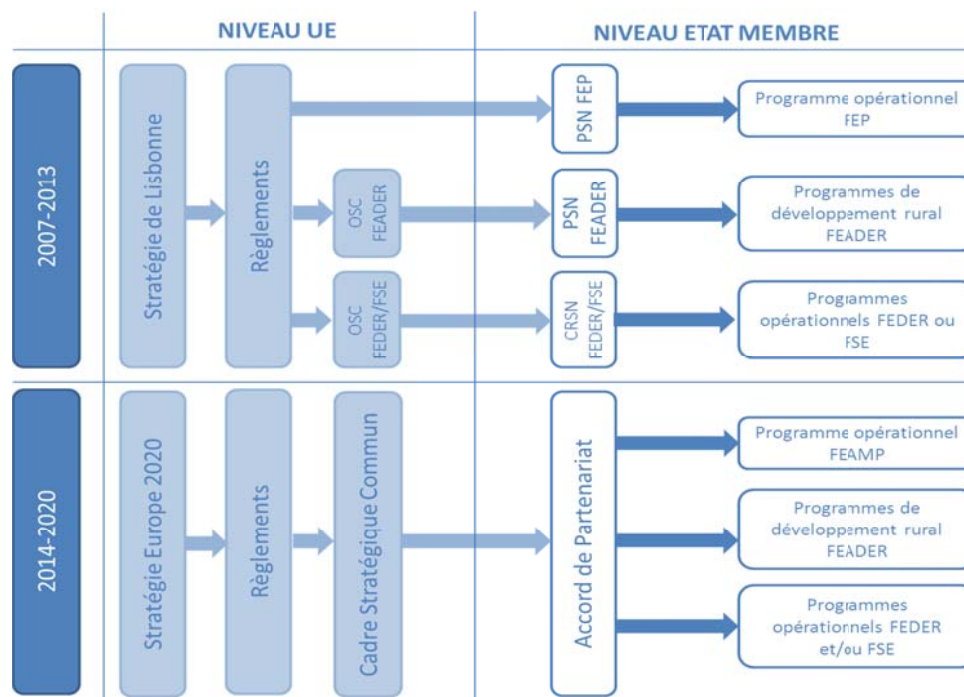 NIVEAU UE
NIVEAU ETAT MEMBRE
2007-2013
Stratégie de Lisbonne
Règlements
OSC
FEADER
OSC
FEDER/FSE
PSN FEP
PSN
FEADER
CRSN
FEDER/FSE
Programme opérationnel
FEP
Programmes de
développement rural
FEADER
Programmes
opérationnels FEDER ou
FSE
2014-2020
Stratégie Europe 2020
Règlements
Cadre Stratégique Commun
Accord de Partenariat
Programme opérationnel
FEAMP
Programmes de
développement rural
FEADER
Programmes
opérationnels FEDER
et/ou FSE